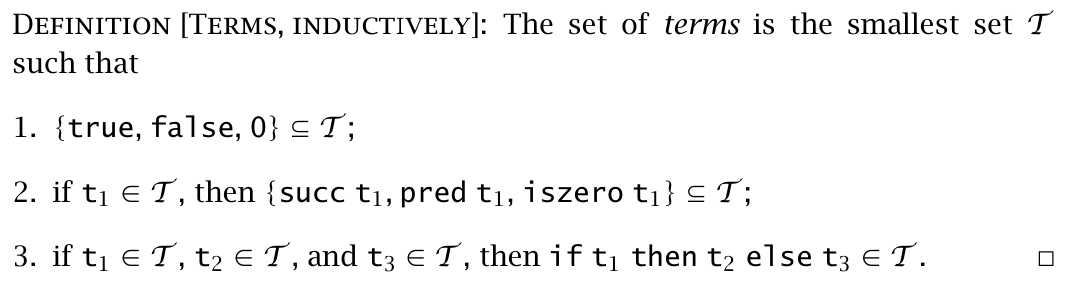 DEFINITION [TERMS, INDUCTIVELY]: The set of terms is the smallest set 𝒯
such that
1. {true, false, 0} ⊆ 𝒯;
2. if t₁ ∈ 𝒯, then {succ t₁, pred t₁, iszero t₁} ⊆ 𝒯;
3. if t₁ ∈ 𝒯, t₂ ∈ 𝒯, and t₃ ∈ 𝒯, then if t₁ then t₂ else t₃ ∈ 𝒯. □